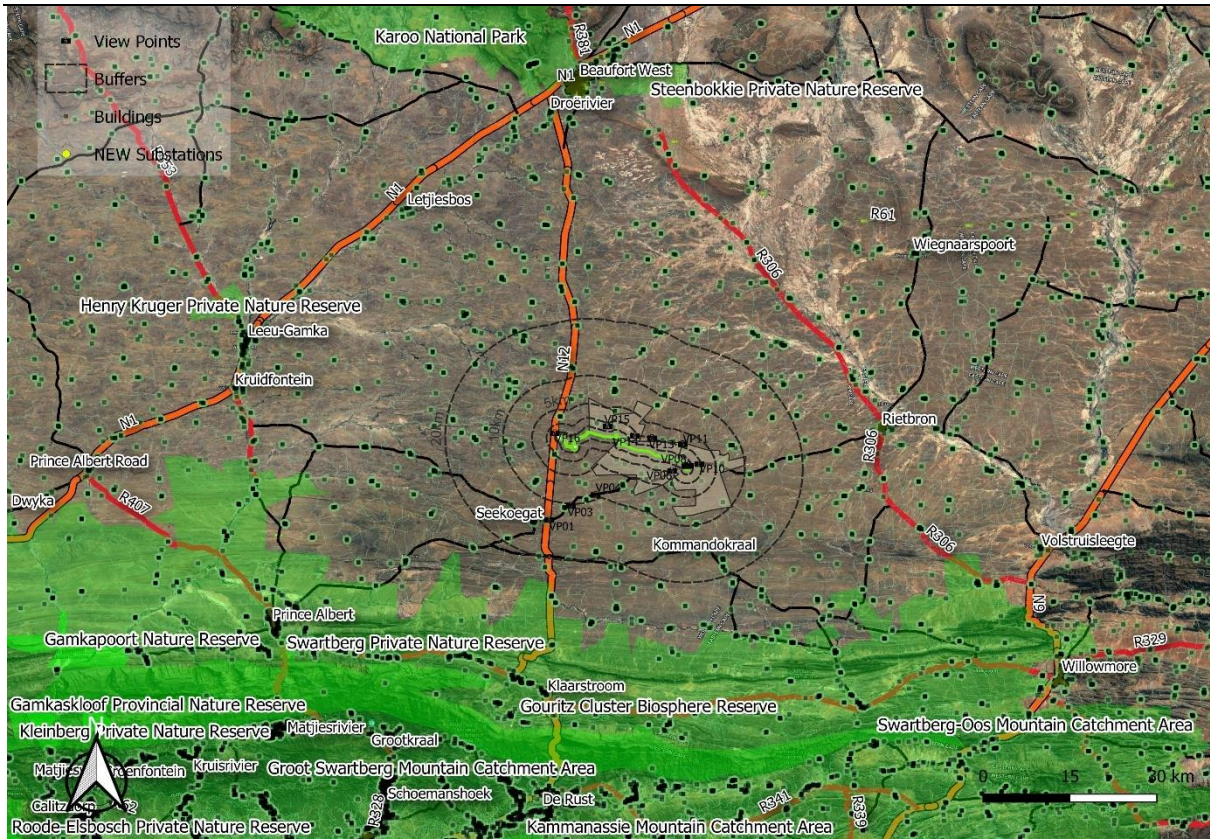 View Points
Buffers
Buildings
NEW Substations
Karoo National Park
R381
N1
Beaufort West
N1
Steenbokkie Private Nature Reserve
Droërivier
N1
Letjiesbos
R61
Wiegnaarspoort
R306
Henry Kruger Private Nature Reserve
Leeu-Gamka
N12
Kruidfontein
20km
10km
5km
VP15
VP16
VP13
VP11
VP10
VP04
VP03
VP01
Rietbron
R306
N1
Prince Albert Road
Dwyka
R407
Seekoegat
Kommandokraal
R306
Volstruisleegte
N9
Prince Albert
Gamkapoort Nature Reserve
Swartberg Private Nature Reserve
R329
Willowmore
Klaarstroom
Gamkaskloof Provincial Nature Reserve
Gouritz Cluster Biosphere Reserve
Swartberg-Oos Mountain Catchment Area
N
Kleinberg Private Nature Reserve
Matjiesrivier
Grootkraal
Kruisrivier
Groot Swartberg Mountain Catchment Area
0 15 30 km
Schoemanshoek
De Rust
R328
R341
R339
Roode-Elsbosch Private Nature Reserve
Kammanassie Mountain Catchment Area